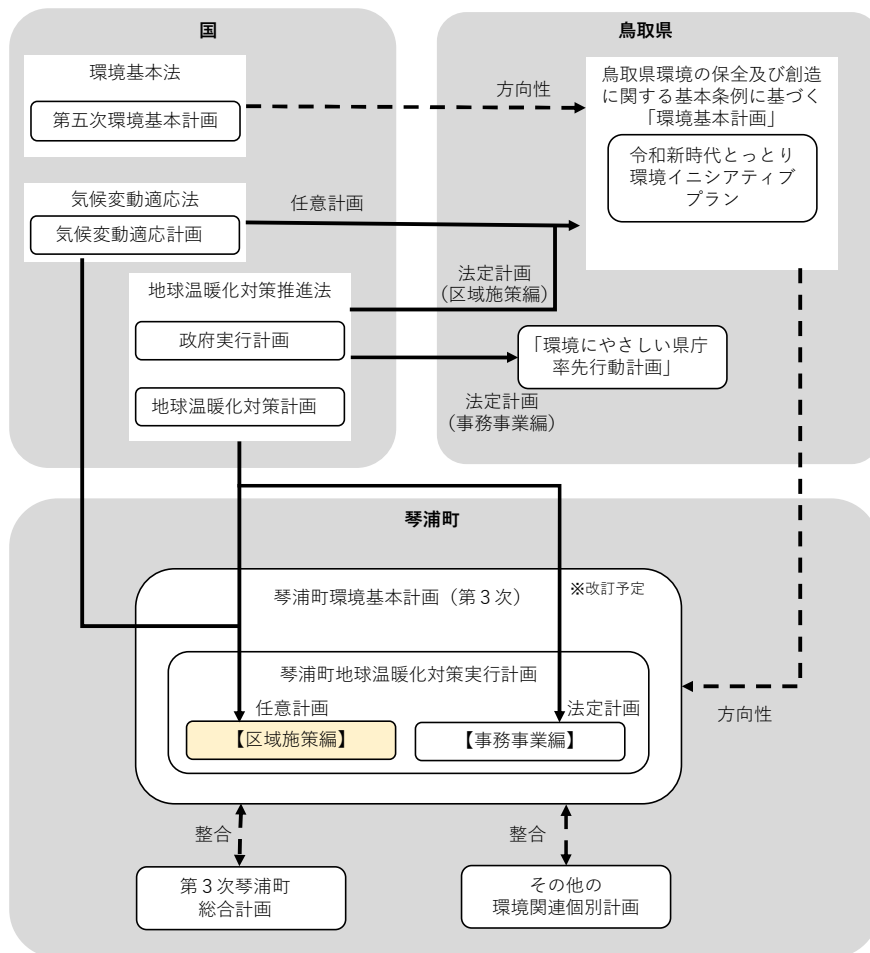 国
環境基本法
第五次環境基本計画
気候変動適応法
気候変動適応計画
地球温暖化対策推進法
政府実行計画
地球温暖化対策計画
方向性
任意計画
法定計画
（区域施策編）
法定計画
（事務事業編）
鳥取県
鳥取県環境の保全及び創造
に関する基本条例に基づく
「環境基本計画」
令和新時代とっとり
環境イニシアティブ
プラン
「環境にやさしい県庁
率先行動計画」
琴浦町
琴浦町環境基本計画（第３次）
※改訂予定
琴浦町地球温暖化対策実行計画
任意計画
法定計画
【区域施策編】
【事務事業編】
方向性
整合
整合
第３次琴浦町
総合計画
その他の
環境関連個別計画